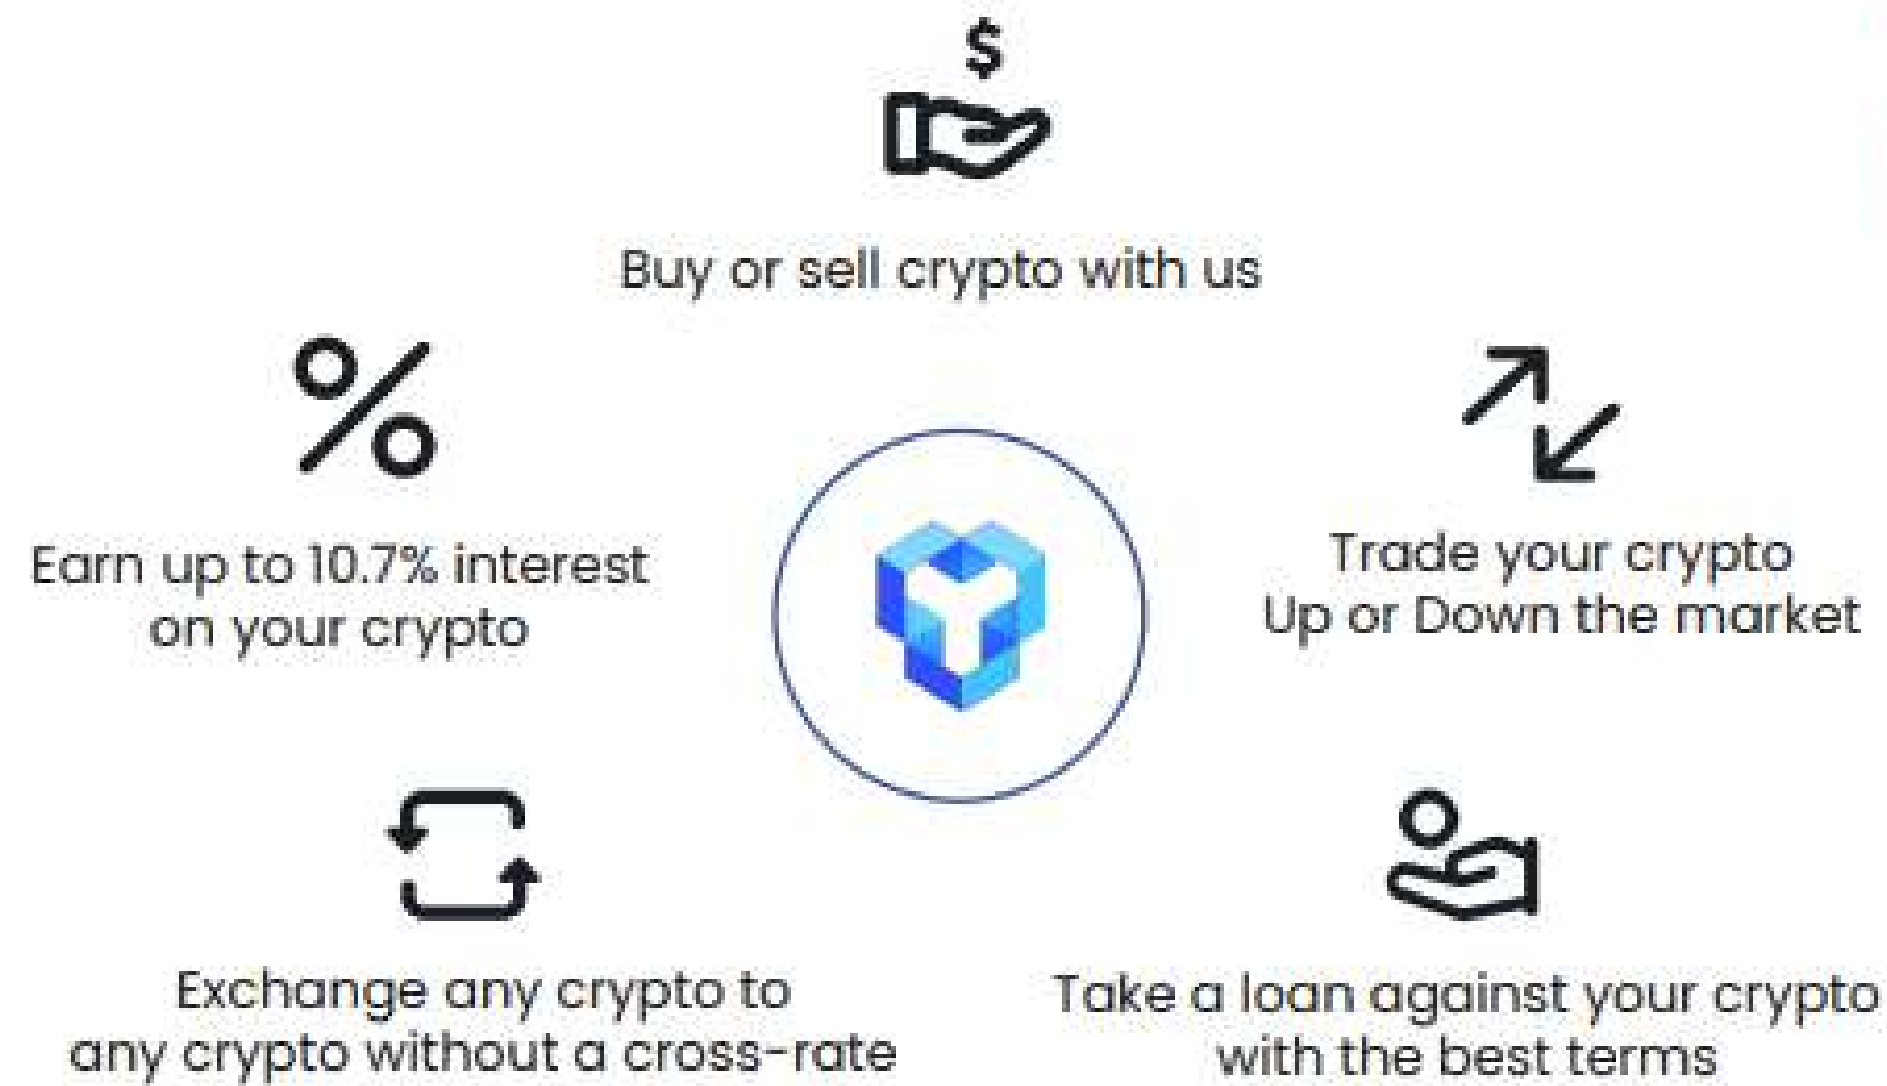 $
Buy or sell crypto with us
%
Earn up to 10.7% interest
on your crypto
Trade your crypto
Up or Down the market
Exchange any crypto to
any crypto without a cross-rate
Take a loan against your crypto
with the best terms